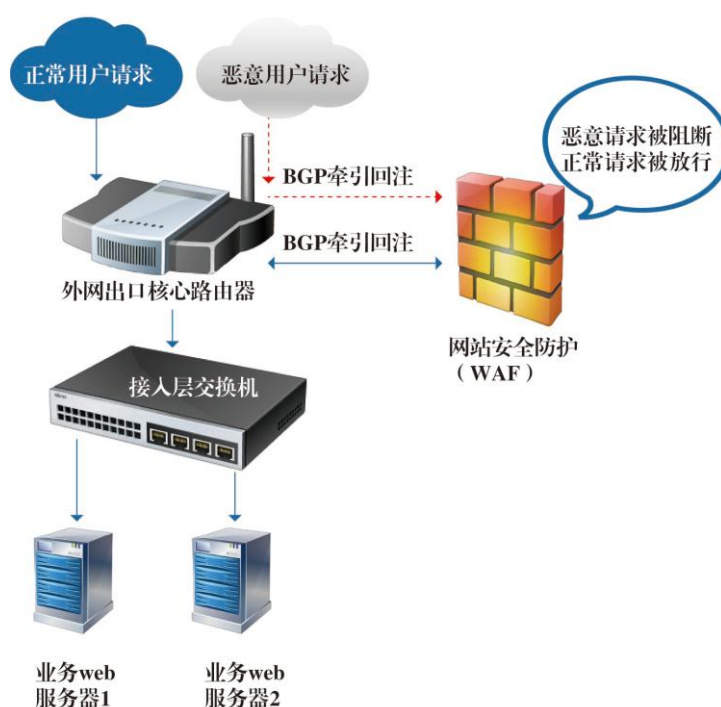 正常用户请求
恶意用户请求
恶意请求被阻断
正常请求被放行
BGP牵引回注
BGP牵引回注
外网出口核心路由器
网站安全防护
（WAF）
接入层交换机
业务web
服务器1
业务web
服务器2